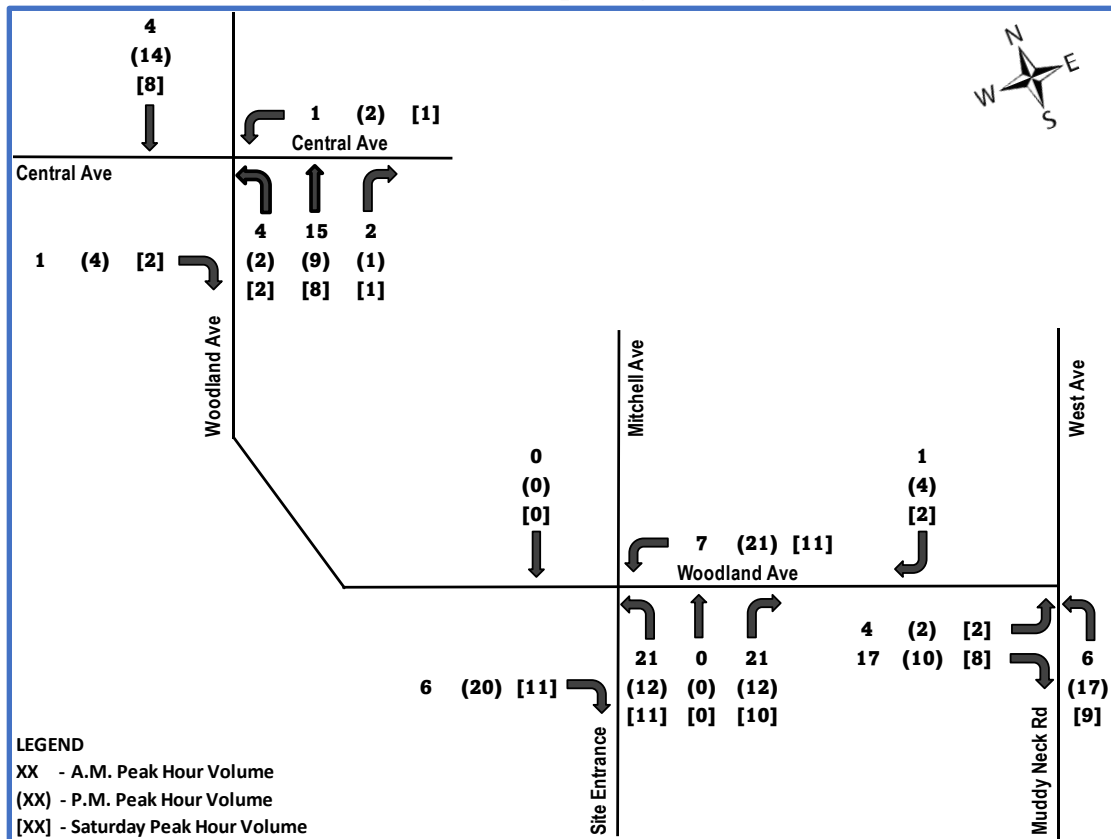 4
(14)
[8]
N
E
W
S
1 (2) [1]
Central Ave
Central Ave
4 15 2
(2) (9) (1)
[2] [8] [1]
1 (4) [2]
Woodland Ave
Mitchell Ave
West Ave
0
(0)
[0]
1
(4)
[2]
7 (21) [11]
Woodland Ave
4 (2) [2]
17 (10) [8]
21 0 21
(12) (0) (12)
[11] [0] [10]
6
(17)
[9]
6 (20) [11]
Site Entrance
Muddy Neck Rd
LEGEND
XX - A.M. Peak Hour Volume
(XX) - P.M. Peak Hour Volume
[XX] - Saturday Peak Hour Volume